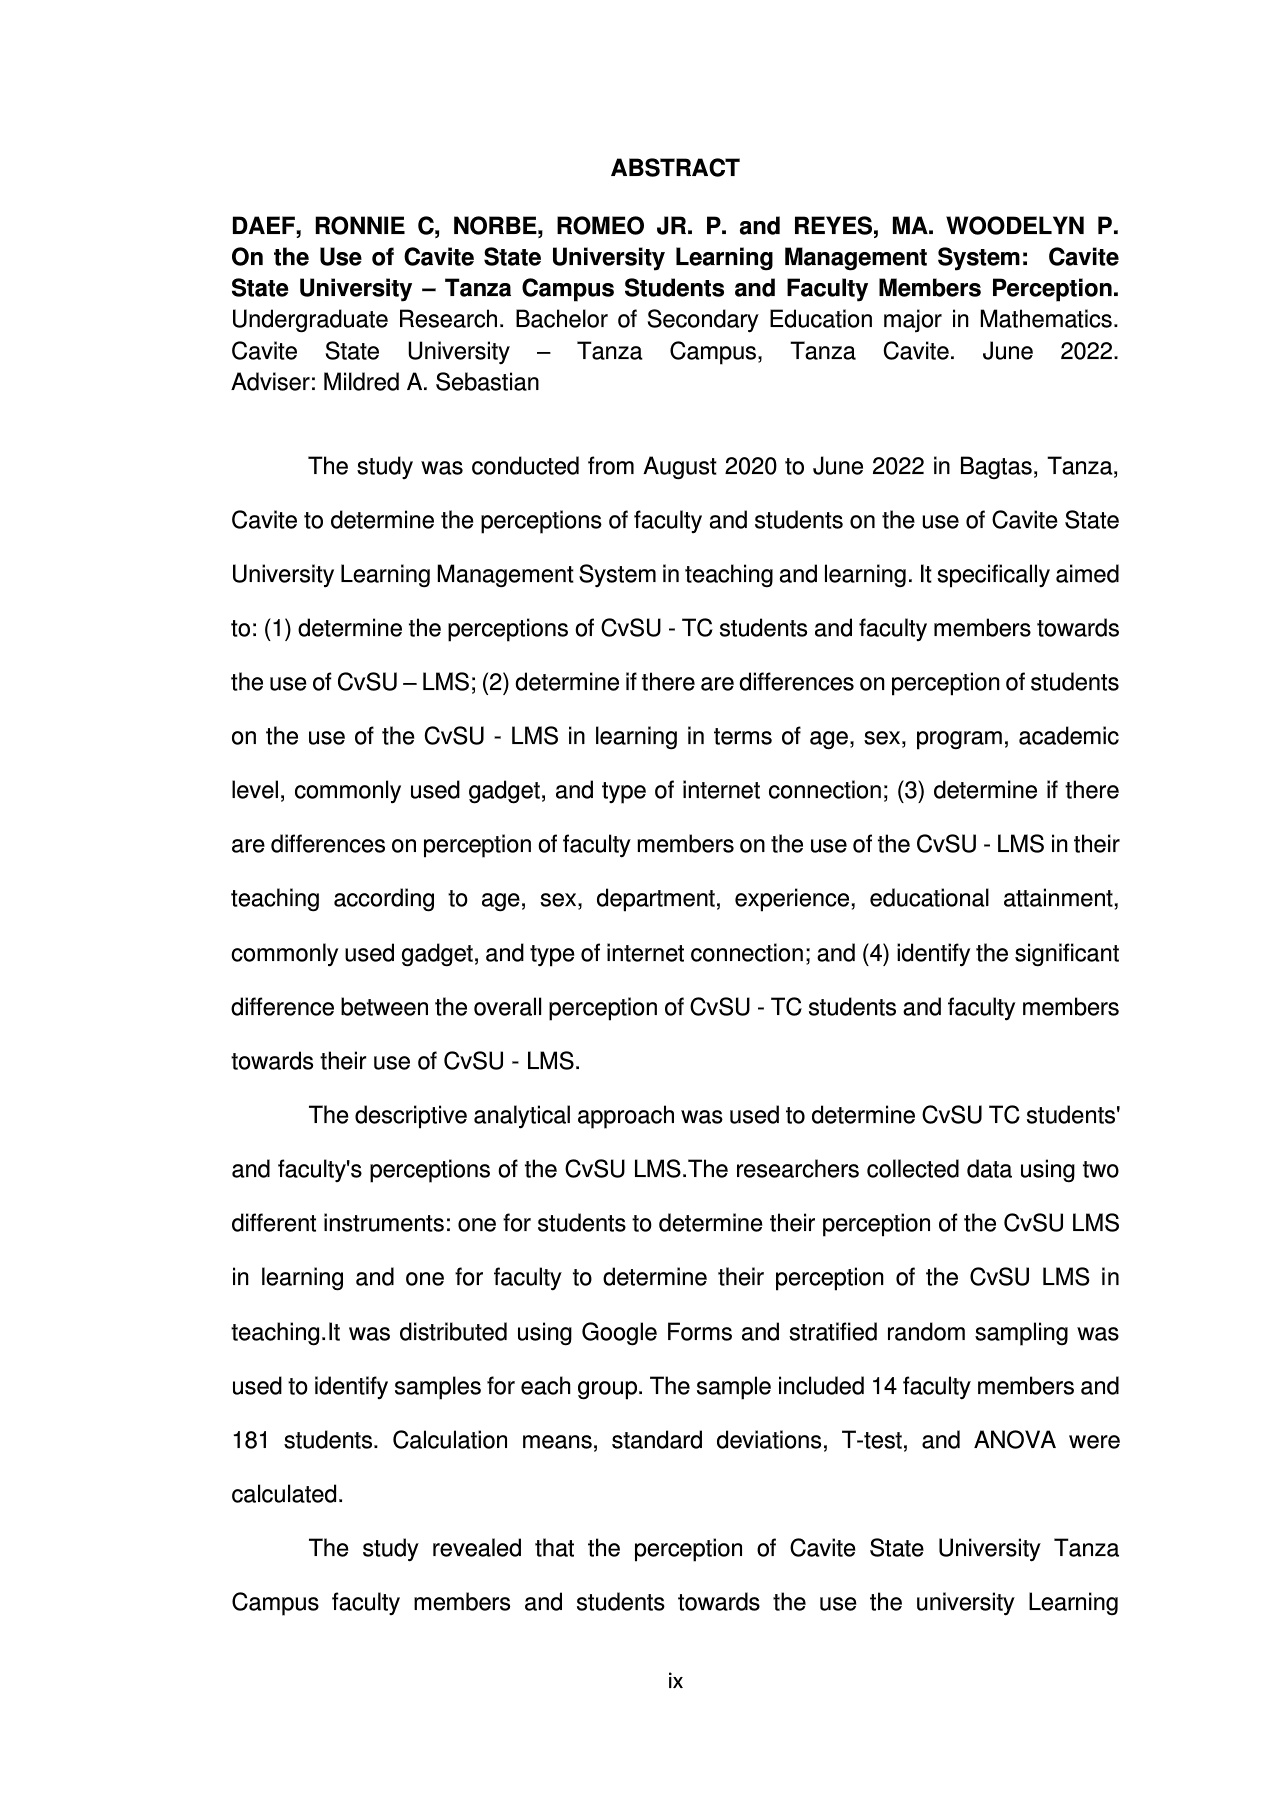 ABSTRACT
DAEF, RONNIE C, NORBE, ROMEO JR. P. and REYES, MA. WOODELYN P.
On the Use of Cavite State University Learning Management System: Cavite
State University – Tanza Campus Students and Faculty Members Perception.
Undergraduate Research. Bachelor of Secondary Education major in Mathematics.
Cavite State University – Tanza Campus, Tanza Cavite. June 2022.
Adviser: Mildred A. Sebastian
The study was conducted from August 2020 to June 2022 in Bagtas, Tanza,
Cavite to determine the perceptions of faculty and students on the use of Cavite State
University Learning Management System in teaching and learning. It specifically aimed
to: (1) determine the perceptions of CvSU - TC students and faculty members towards
the use of CvSU – LMS; (2) determine if there are differences on perception of students
on the use of the CvSU - LMS in learning in terms of age, sex, program, academic
level, commonly used gadget, and type of internet connection; (3) determine if there
are differences on perception of faculty members on the use of the CvSU - LMS in their
teaching according to age, sex, department, experience, educational attainment,
commonly used gadget, and type of internet connection; and (4) identify the significant
difference between the overall perception of CvSU - TC students and faculty members
towards their use of CvSU - LMS.
The descriptive analytical approach was used to determine CvSU TC students'
and faculty's perceptions of the CvSU LMS.The researchers collected data using two
different instruments: one for students to determine their perception of the CvSU LMS
in learning and one for faculty to determine their perception of the CvSU LMS in
teaching.It was distributed using Google Forms and stratified random sampling was
used to identify samples for each group. The sample included 14 faculty members and
181 students. Calculation means, standard deviations, T-test, and ANOVA were
calculated.
The study revealed that the perception of Cavite State University Tanza
Campus faculty members and students towards the use the university Learning
ix